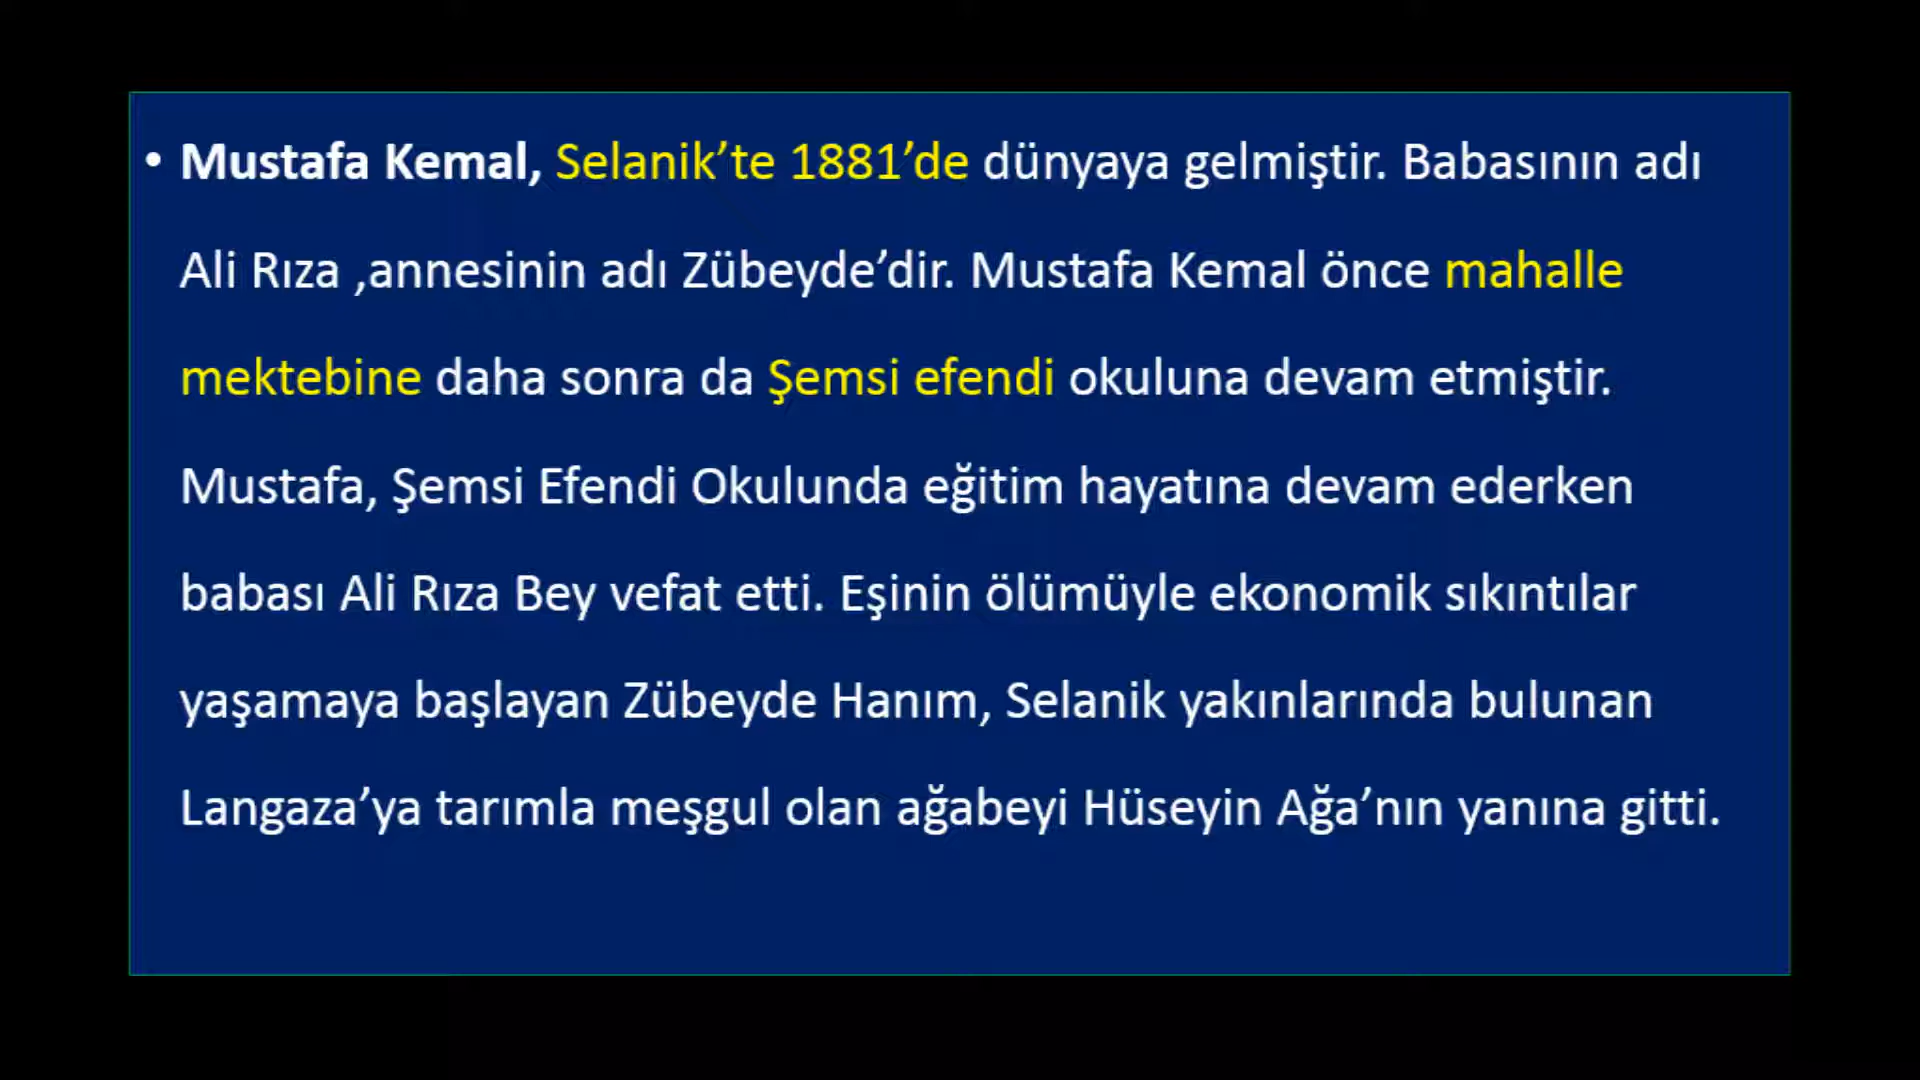 • Mustafa Kemal, Selanik’te 1881’de dünyaya gelmiştir. Babasının adı
Ali Rıza ,annesinin adı Zübeyde’dir. Mustafa Kemal önce mahalle
mektebine daha sonra da Şemsi efendi okuluna devam etmiştir.
Mustafa, Şemsi Efendi Okulunda eğitim hayatına devam ederken
babası Ali Rıza Bey vefat etti. Eşinin ölümüyle ekonomik sıkıntılar
yaşamaya başlayan Zübeyde Hanım, Selanik yakınlarında bulunan
Langaza’ya tarımla meşgul olan ağabeyi Hüseyin Ağa’nın yanına gitti.